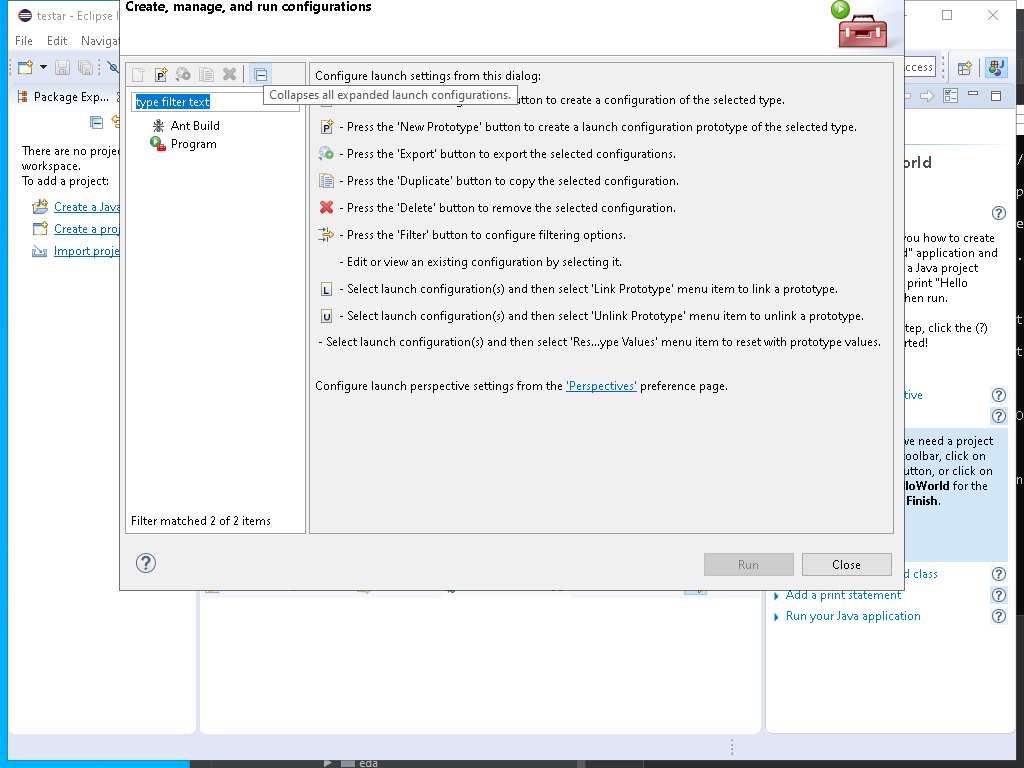 Create, manage, and run configurations
testar - Eclipse I
File Edit Navigat
Package Exp...
There are no projec
workspace.
To add a project:
Create a Java
Create a proj
Import proje
type filter text
Ant Build
Program
Filter matched 2 of 2 items
Configure launch settings from this dialog:
Collapses all expanded launch configurations.
utton to create a configuration of the selected type.
- Press the 'New Prototype' button to create a launch configuration prototype of the selected type.
- Press the 'Export' button to export the selected configurations.
- Press the 'Duplicate' button to copy the selected configuration.
- Press the 'Delete' button to remove the selected configuration.
- Press the 'Filter' button to configure filtering options.
- Edit or view an existing configuration by selecting it.
L - Select launch configuration(s) and then select 'Link Prototype' menu item to link a prototype.
U - Select launch configuration(s) and then select 'Unlink Prototype' menu item to unlink a prototype.
- Select launch configuration(s) and then select 'Res...ype Values' menu item to reset with prototype values.
Configure launch perspective settings from the 'Perspectives' preference page.
Run
Close
ccess
orld
you how to create
d" application and
a Java project
print "Hello
hen run.
tep, click the (?)
rted!
tive
ve need a project
oolbar, click on
utton, or click on
lloWorld for the
Finish.
d class
Add a print statement
Run your Java application
eda